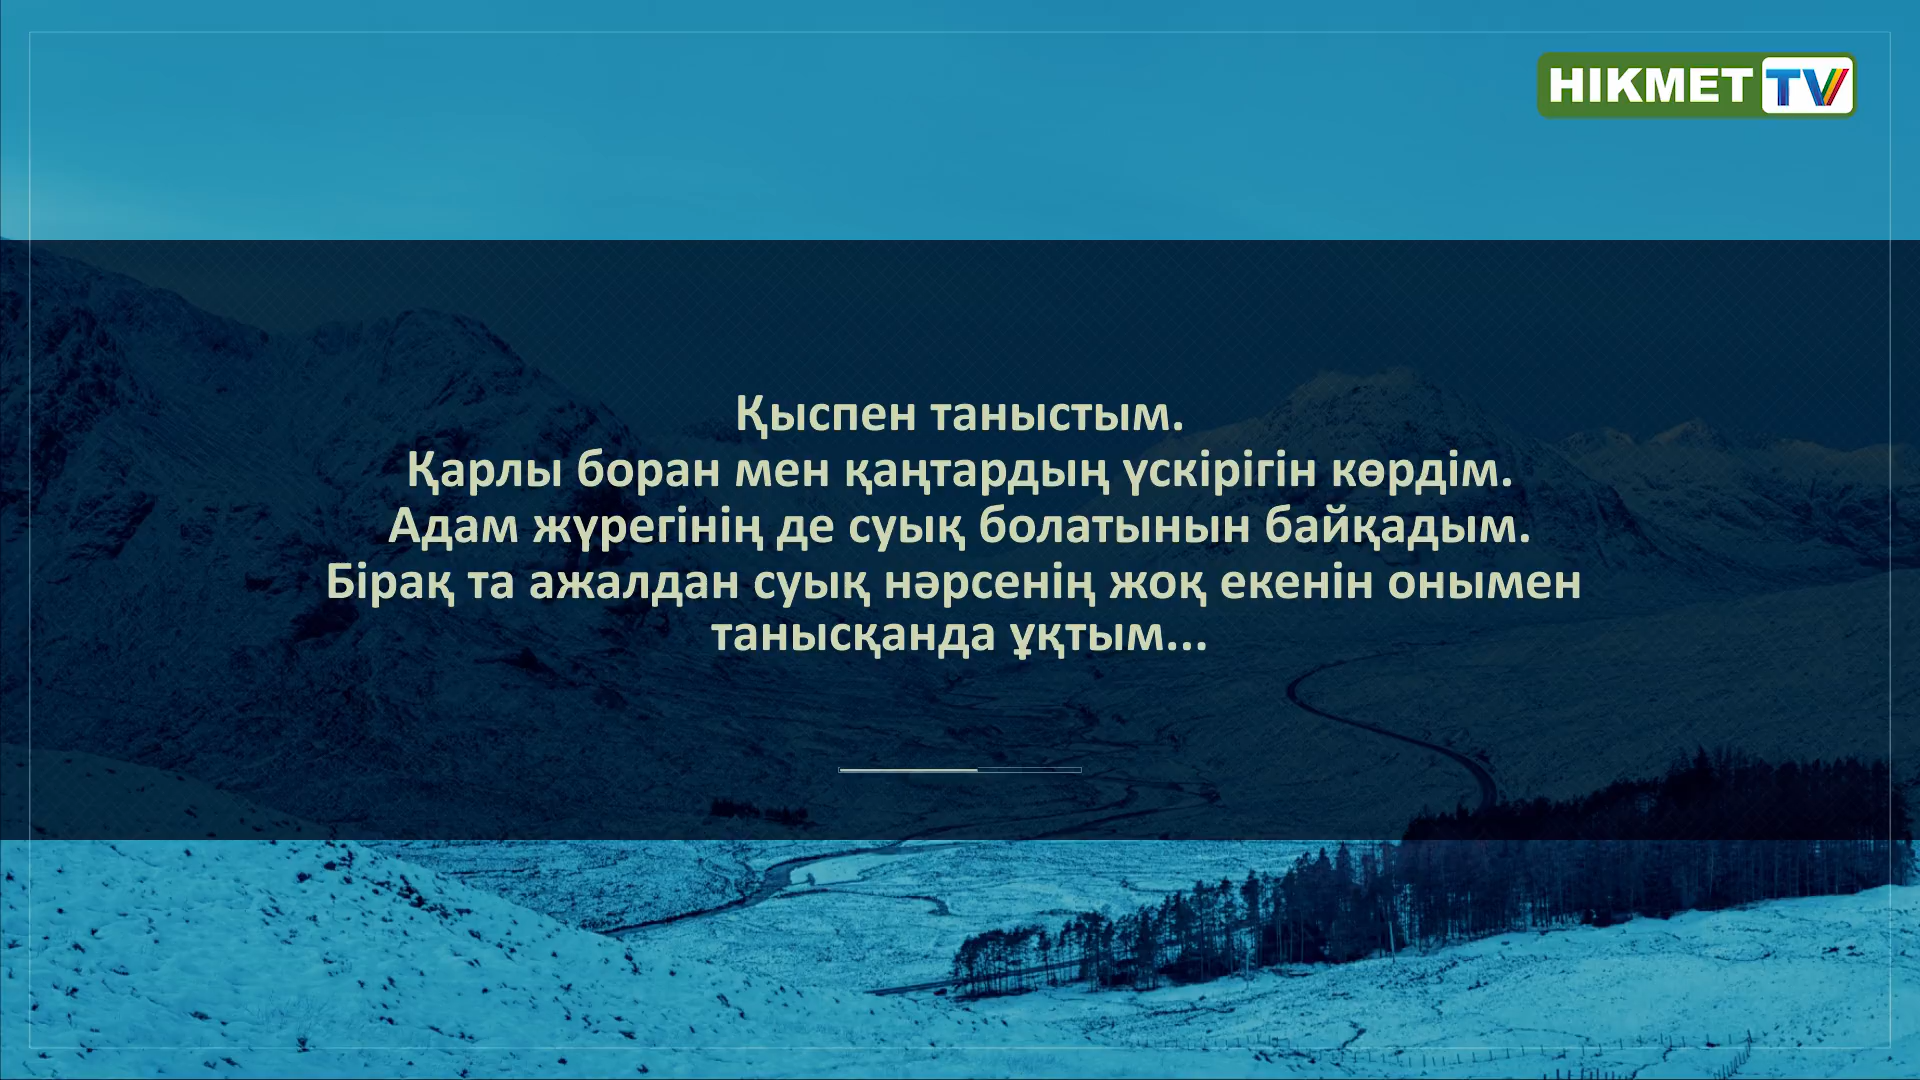 HIKMET TV
Қыспен таныстым.
Қарлы боран мен қаңтардың үскірігін көрдім.
Адам жүрегінің де суық болатынын байқадым.
Бірақ та ажалдан суық нәрсенің жоқ екенін онымен
танысқанда ұқтым...